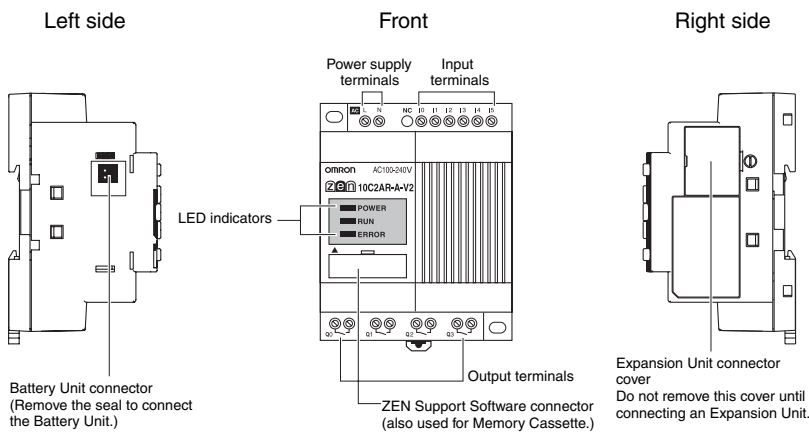 Left side
Front
Right side
Power supply
terminals
Input
terminals
AC L N NC I0 I1 I2 I3 I4 I5
OMRON AC100-240V
ZEN 10C2AR-A-V2
LED indicators
POWER
RUN
ERROR
Q0 Q1 Q2 Q3
Output terminals
Battery Unit connector
(Remove the seal to connect
the Battery Unit.)
ZEN Support Software connector
(also used for Memory Cassette.)
Expansion Unit connector
cover
Do not remove this cover until
connecting an Expansion Unit.